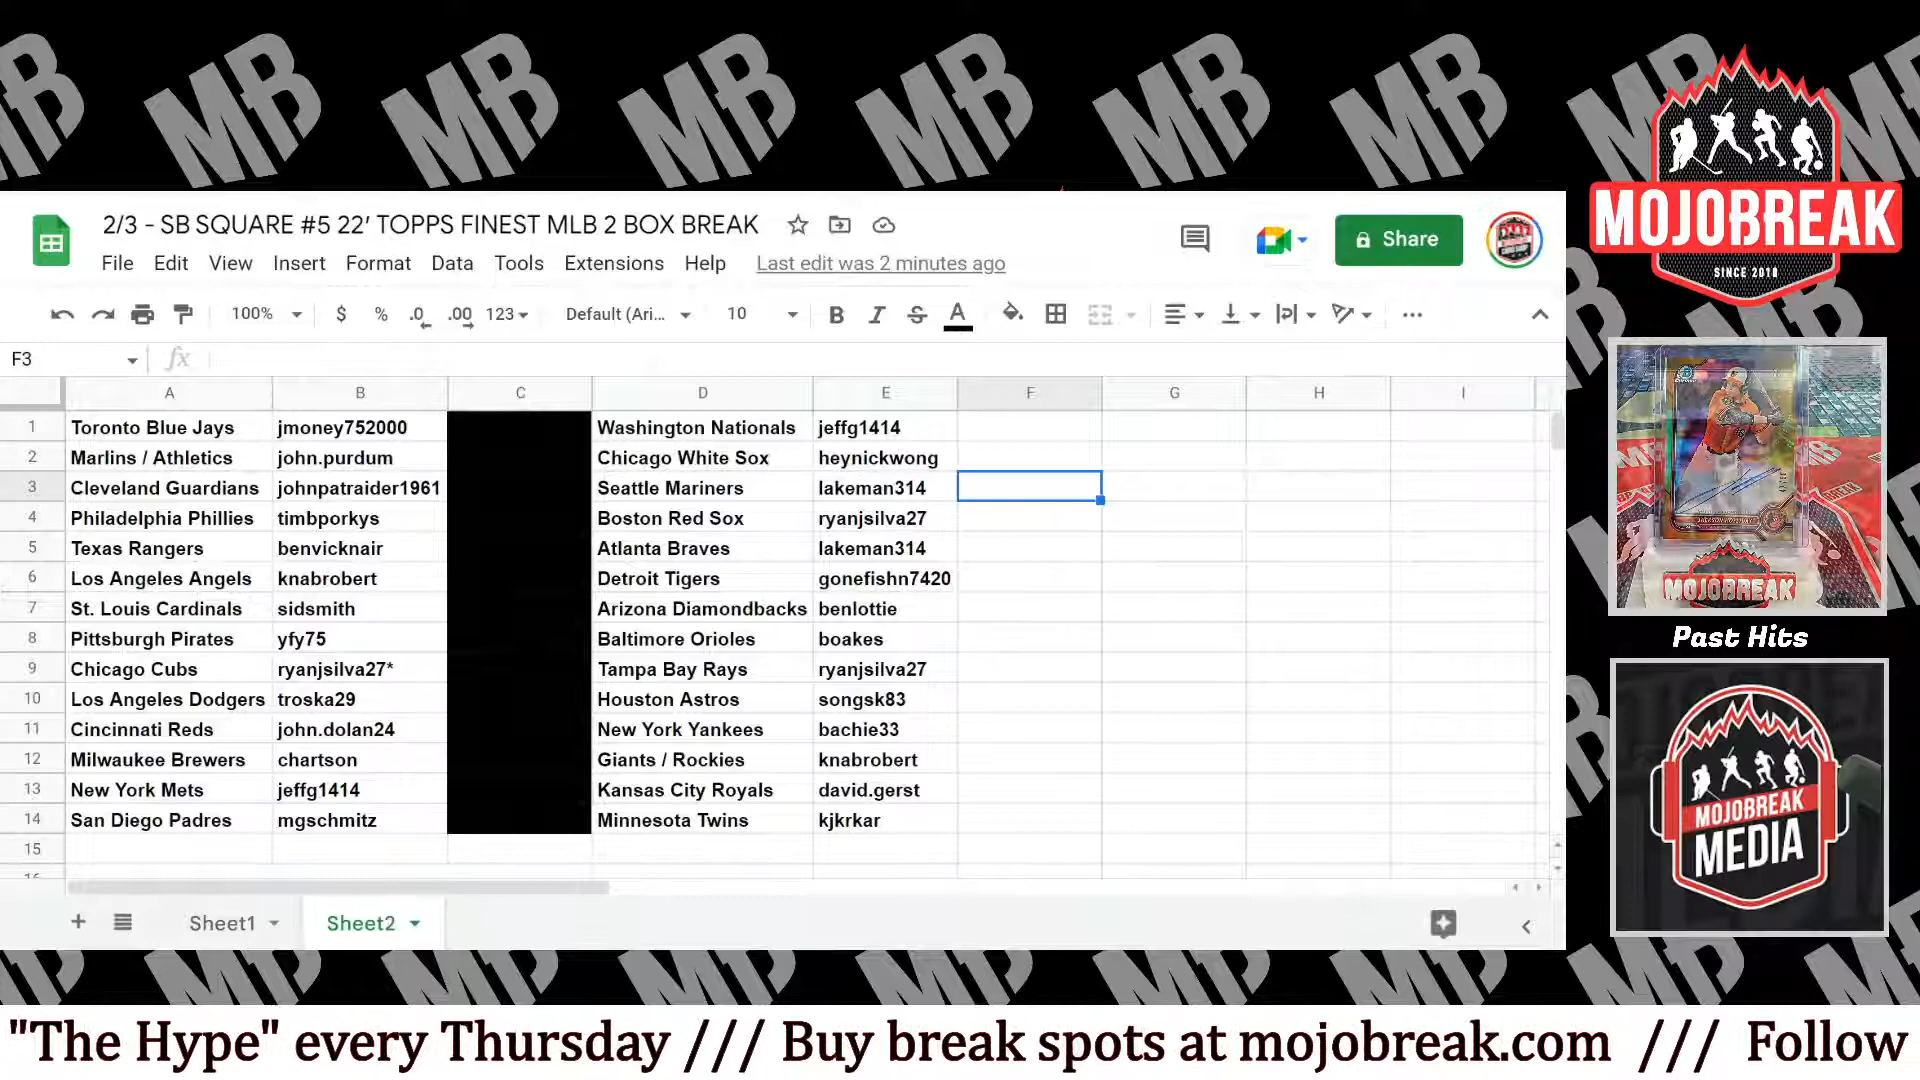 2/3 - SB SQUARE #5 22′ TOPPS FINEST MLB 2 BOX BREAK
File Edit View Insert Format Data Tools Extensions Help Last edit was 2 minutes ago
Share
100% $ % .0 .00 123 Default (Ari... 10 B I S A
F3 fx
A B C D E F G H I
1 Toronto Blue Jays jmoney752000 Washington Nationals jeffg1414
2 Marlins / Athletics john.purdum Chicago White Sox heynickwong
3 Cleveland Guardians johnpatraider1961 Seattle Mariners lakeman314
4 Philadelphia Phillies timbporkys Boston Red Sox ryanjsilva27
5 Texas Rangers benvicknair Atlanta Braves lakeman314
6 Los Angeles Angels knabrobert Detroit Tigers gonefishn7420
7 St. Louis Cardinals sidsmith Arizona Diamondbacks benlottie
8 Pittsburgh Pirates yfy75 Baltimore Orioles boakes
9 Chicago Cubs ryanjsilva27* Tampa Bay Rays ryanjsilva27
10 Los Angeles Dodgers troska29 Houston Astros songsk83
11 Cincinnati Reds john.dolan24 New York Yankees bachie33
12 Milwaukee Brewers chartson Giants / Rockies knabrobert
13 New York Mets jeffg1414 Kansas City Royals david.gerst
14 San Diego Padres mgschmitz Minnesota Twins kjkrkar
15
16
Sheet1 Sheet2
MOJOBREAK
SINCE 2010
MOJOBREAK
Past Hits
MOJOBREAK
MEDIA
"The Hype" every Thursday /// Buy break spots at mojobreak.com /// Follow